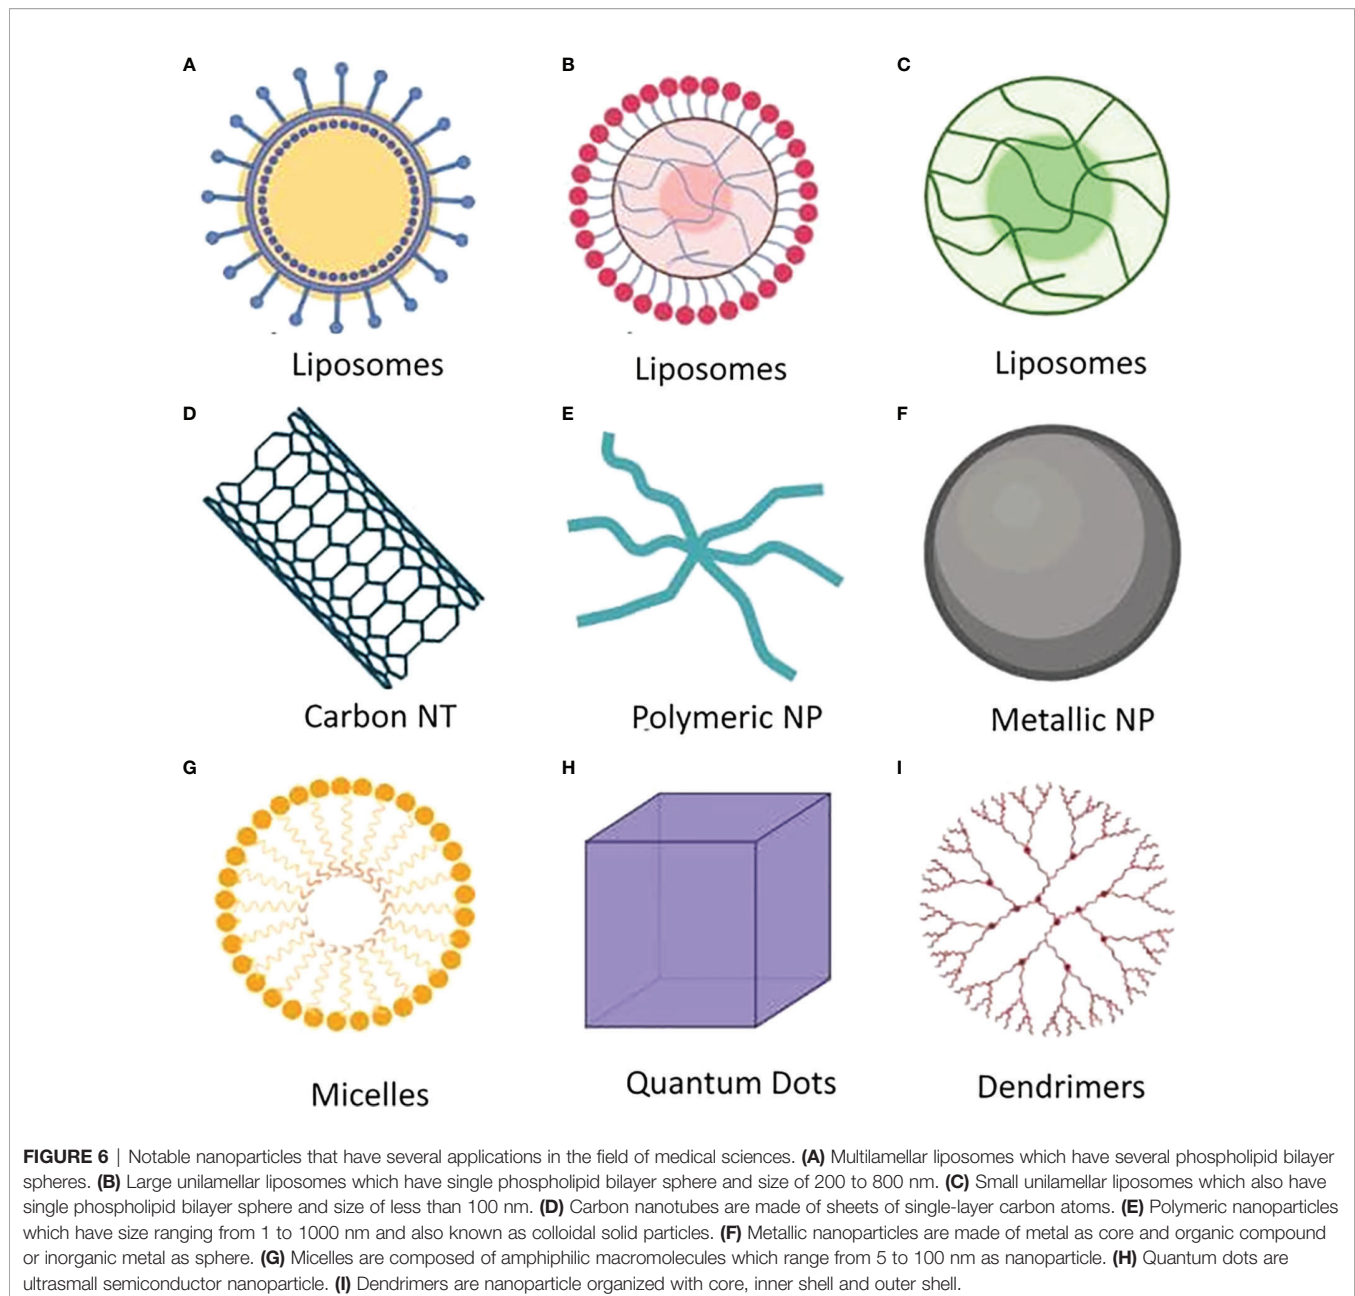 A
B
C
Liposomes
Liposomes
Liposomes
D
E
F
Carbon NT
Polymeric NP
Metallic NP
G
H
I
Micelles
Quantum Dots
Dendrimers
FIGURE 6 | Notable nanoparticles that have several applications in the field of medical sciences. (A) Multilamellar liposomes which have several phospholipid bilayer
spheres. (B) Large unilamellar liposomes which have single phospholipid bilayer sphere and size of 200 to 800 nm. (C) Small unilamellar liposomes which also have
single phospholipid bilayer sphere and size of less than 100 nm. (D) Carbon nanotubes are made of sheets of single-layer carbon atoms. (E) Polymeric nanoparticles
which have size ranging from 1 to 1000 nm and also known as colloidal solid particles. (F) Metallic nanoparticles are made of metal as core and organic compound
or inorganic metal as sphere. (G) Micelles are composed of amphiphilic macromolecules which range from 5 to 100 nm as nanoparticle. (H) Quantum dots are
ultrasmall semiconductor nanoparticle. (I) Dendrimers are nanoparticle organized with core, inner shell and outer shell.